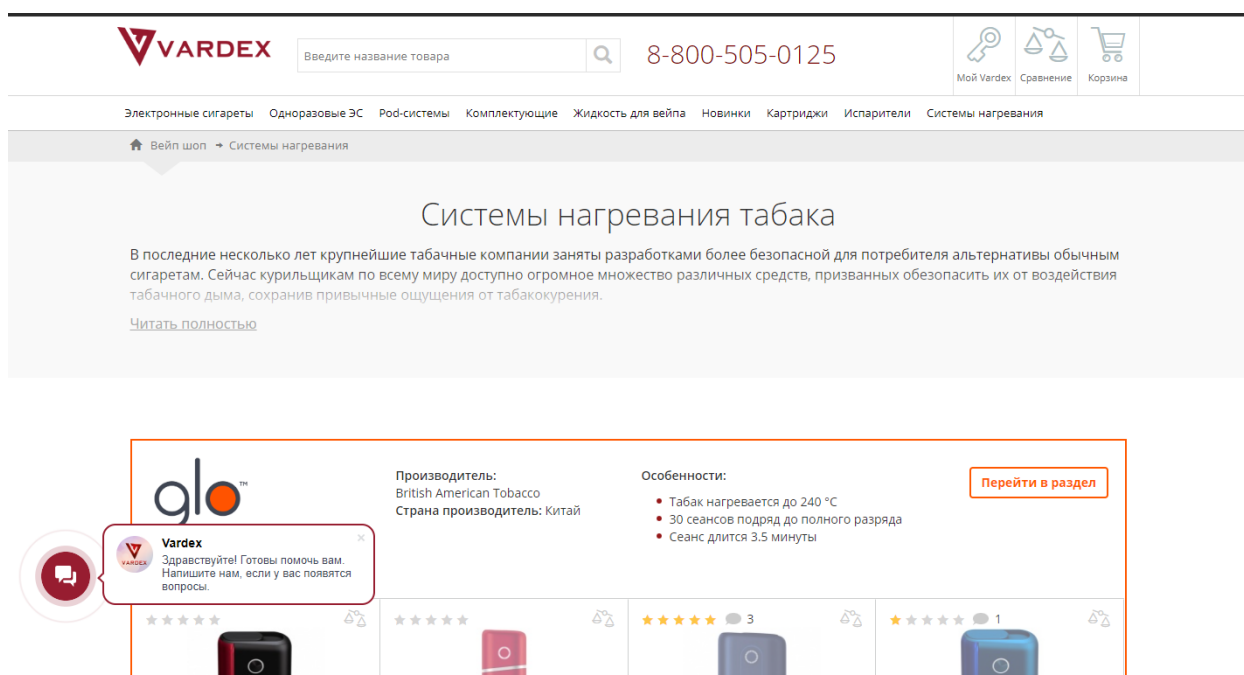 VARDEX
Введите название товара
8-800-505-0125
Мой Vardex
Сравнение
Корзина
Электронные сигареты Одноразовые ЭС Pod-системы Комплектующие Жидкость для вейпа Новинки Картриджи Испарители Системы нагревания
Вейп шоп → Системы нагревания
Системы нагревания табака
В последние несколько лет крупнейшие табачные компании заняты разработками более безопасной для потребителя альтернативы обычным
сигаретам. Сейчас курильщикам по всему миру доступно огромное множество различных средств, призванных обезопасить их от воздействия
табачного дыма, сохранив привычные ощущения от табакокурения.
Читать полностью
glo™
Производитель:
British American Tobacco
Страна производитель: Китай
Особенности:
• Табак нагревается до 240 °C
• 30 сеансов подряд до полного разряда
• Сеанс длится 3.5 минуты
Перейти в раздел
VARDEX
Vardex
Здравствуйте! Готовы помочь вам.
Напишите нам, если у вас появятся
вопросы.
3
1